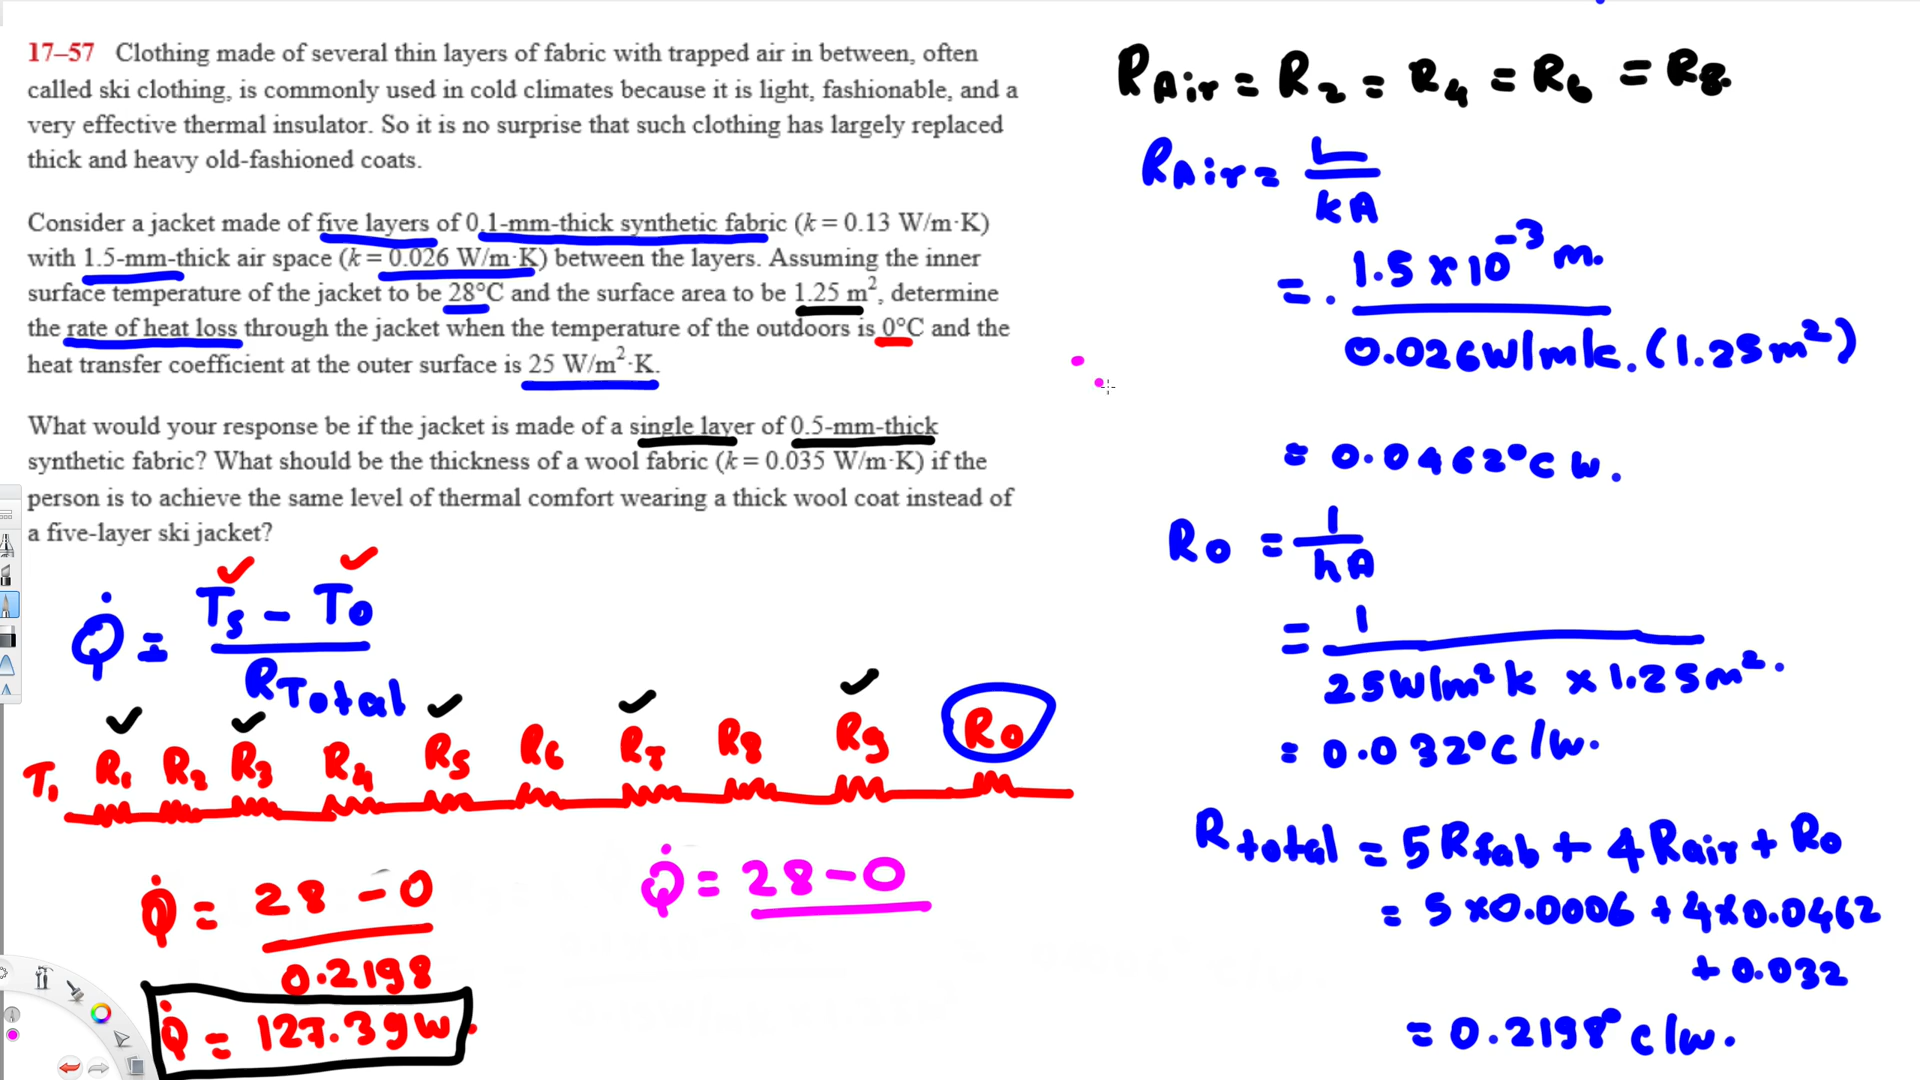 17–57 Clothing made of several thin layers of fabric with trapped air in between, often
called ski clothing, is commonly used in cold climates because it is light, fashionable, and a
very effective thermal insulator. So it is no surprise that such clothing has largely replaced
thick and heavy old-fashioned coats.
Consider a jacket made of five layers of 0.1-mm-thick synthetic fabric (k = 0.13 W/m·K)
with 1.5-mm-thick air space (k = 0.026 W/m·K) between the layers. Assuming the inner
surface temperature of the jacket to be 28°C and the surface area to be 1.25 m², determine
the rate of heat loss through the jacket when the temperature of the outdoors is 0°C and the
heat transfer coefficient at the outer surface is 25 W/m²·K.
What would your response be if the jacket is made of a single layer of 0.5-mm-thick
synthetic fabric? What should be the thickness of a wool fabric (k = 0.035 W/m·K) if the
person is to achieve the same level of thermal comfort wearing a thick wool coat instead of
a five-layer ski jacket?
Q̇ = Ts - To
RTotal
T1 R1 R2 R3 R4 R5 R6 R7 R8 R9 Ro
Q̇ = 28 - 0
0.2198
Q̇ = 127.39W.
Q̇ = 28 - 0
RAir = R2 = R4 = R6 = R8.
RAir = L
kA
= . 1.5 x 10⁻³ m.
0.026W/mk.(1.25m²)
= 0.0462°C W.
Ro = 1
hA
= 1
25W/m²k x 1.25m².
= 0.032°C/W.
Rtotal = 5Rfab + 4Rair + Ro
= 5x0.0006 + 4x0.0462
+ 0.032
= 0.2198°C/W.